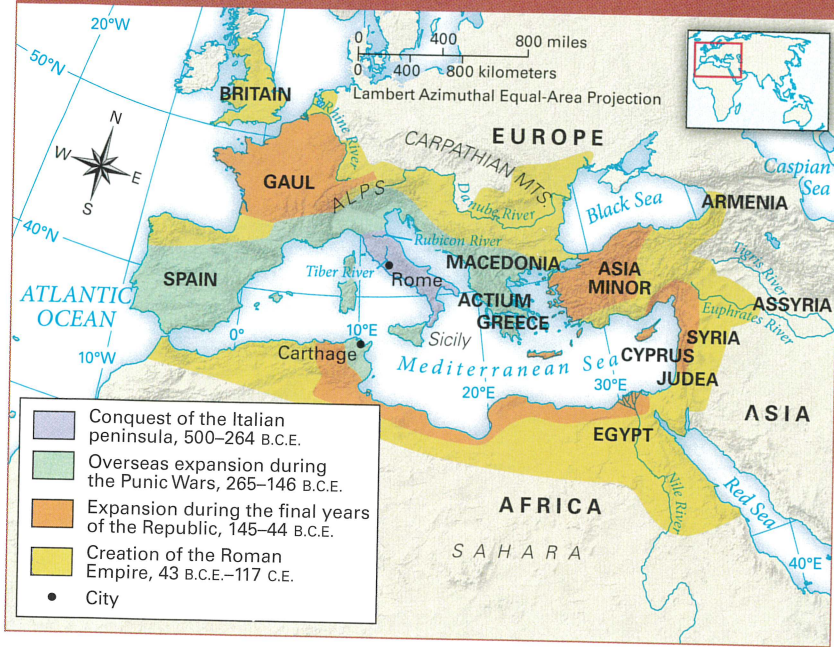 20°W
50°N
40°N
10°W
0°
10°E
20°E
30°E
40°E
N
W
E
S
0 400 800 miles
0 400 800 kilometers
Lambert Azimuthal Equal-Area Projection
BRITAIN
Rhine River
EUROPE
CARPATHIAN MTS.
GAUL
ALPS
Danube River
Black Sea
Caspian
Sea
ARMENIA
Rubicon River
SPAIN
Tiber River
Rome
MACEDONIA
ASIA
MINOR
Tigris River
ASSYRIA
Euphrates River
ATLANTIC
OCEAN
ACTIUM
GREECE
Sicily
Carthage
SYRIA
CYPRUS
Mediterranean Sea
JUDEA
ASIA
EGYPT
AFRICA
Nile River
Red Sea
SAHARA
Conquest of the Italian
peninsula, 500–264 B.C.E.
Overseas expansion during
the Punic Wars, 265–146 B.C.E.
Expansion during the final years
of the Republic, 145–44 B.C.E.
Creation of the Roman
Empire, 43 B.C.E.–117 C.E.
City